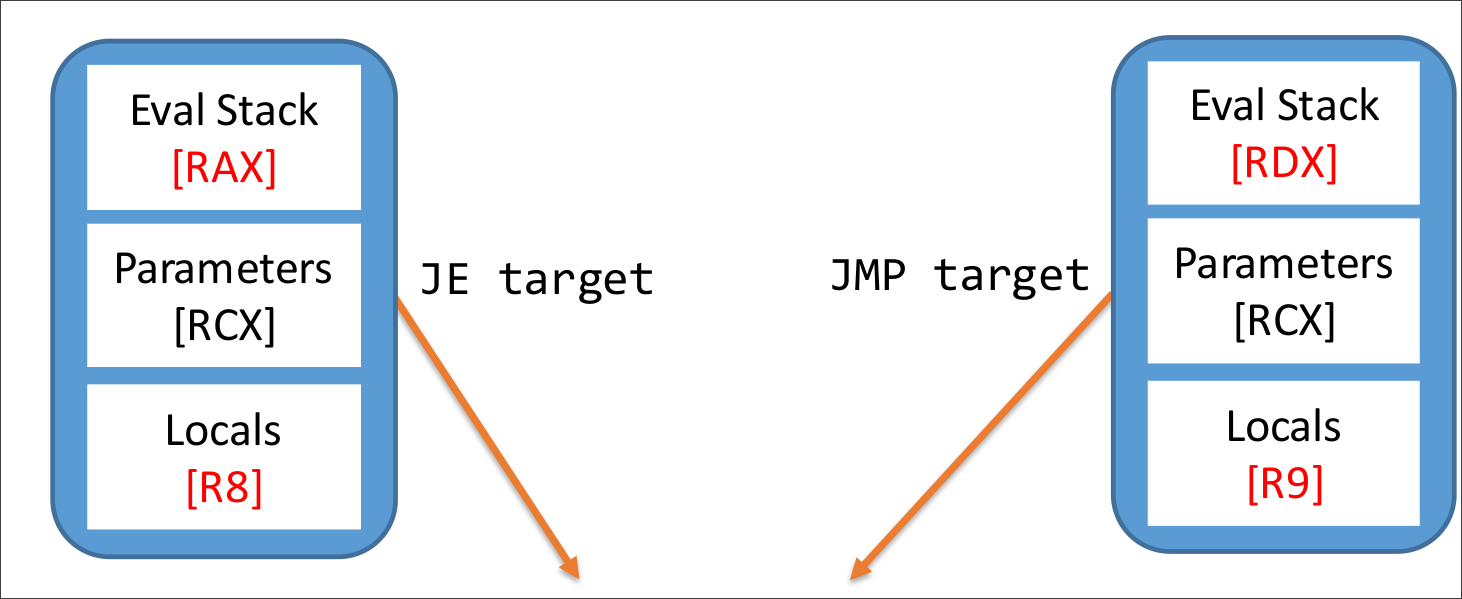 Eval Stack
[RAX]
Parameters
[RCX]
Locals
[R8]
JE target
JMP target
Eval Stack
[RDX]
Parameters
[RCX]
Locals
[R9]